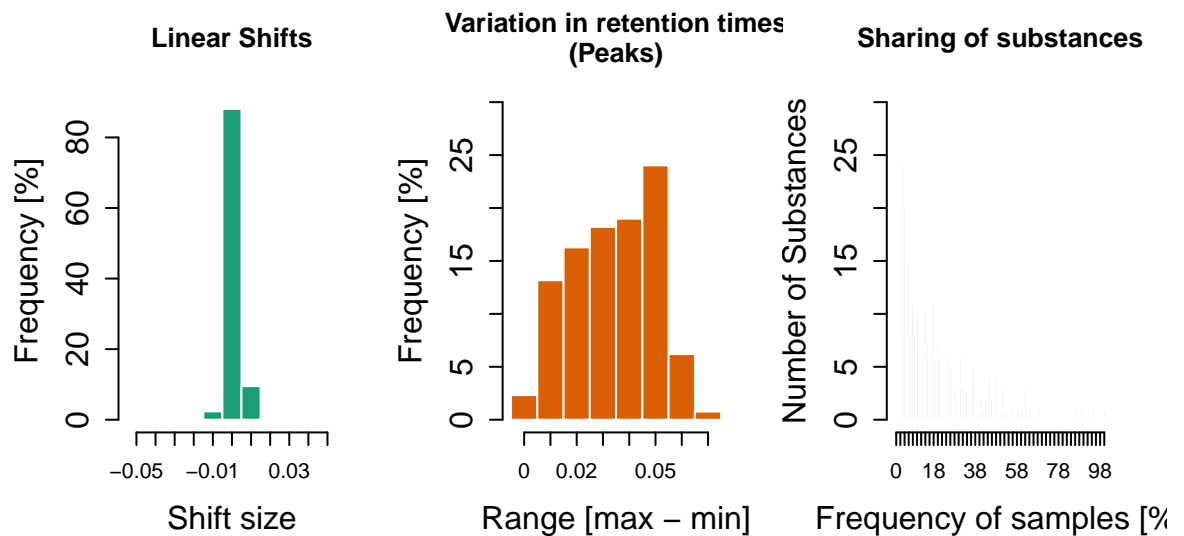 Linear Shifts
Frequency [%]
0
20
40
60
80
−0.05 −0.01 0.03
Shift size
Variation in retention times
(Peaks)
Frequency [%]
0
5
15
25
0 0.02 0.05
Range [max − min]
Sharing of substances
Number of Substances
0
5
15
25
0 18 38 58 78 98
Frequency of samples [%